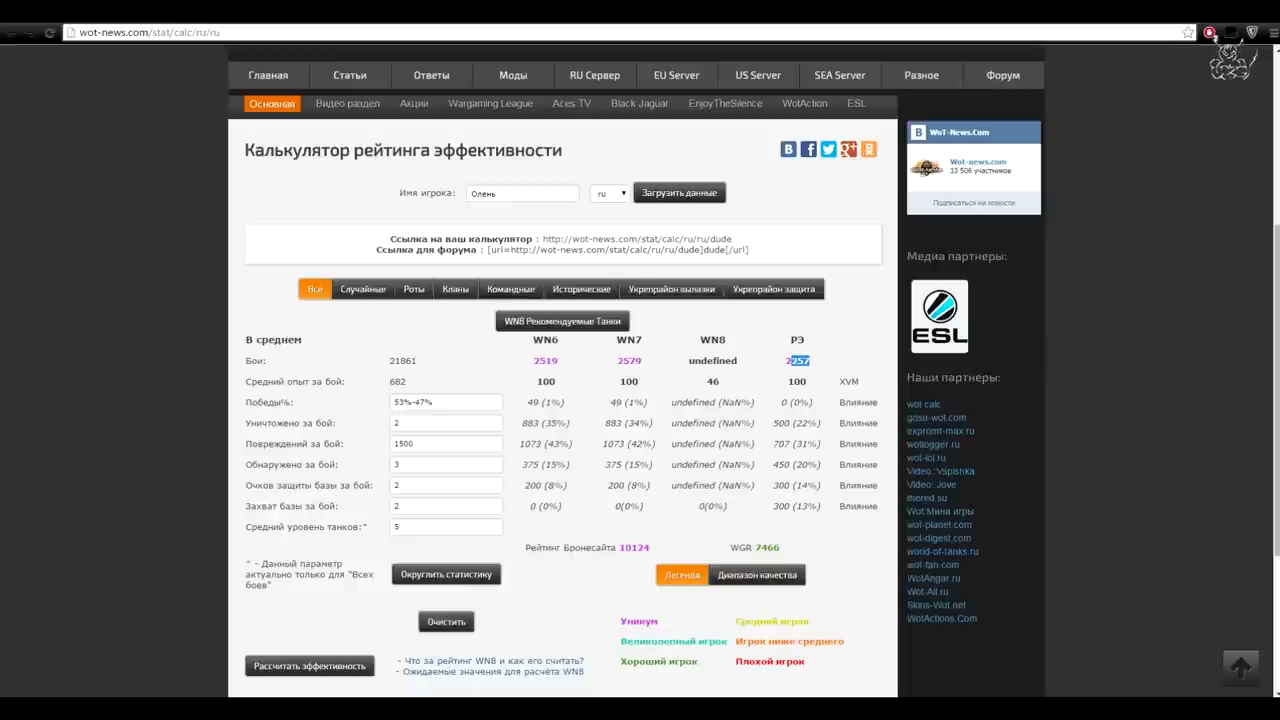 wot-news.com/stat/calc/ru/ru
Главная Статьи Ответы Моды RU Сервер EU Server US Server SEA Server Разное Форум
Основная Видео раздел Акции Wargaming League Aces TV Black Jaguar EnjoyTheSilence WotAction ESL
Калькулятор рейтинга эффективности
Имя игрока: Олень ru Загрузить данные
Ссылка на ваш калькулятор : http://wot-news.com/stat/calc/ru/ru/dude
Ссылка для форума : [url=http://wot-news.com/stat/calc/ru/ru/dude]dude[/url]
Все Случайные Роты Кланы Командные Исторические Укрепрайон вылазки Укрепрайон защита
WN8 Рекомендуемые Танки
В среднем WN6 WN7 WN8 РЭ
Бои: 21861 2519 2579 undefined 2257
Средний опыт за бой: 682 100 100 46 100 XVM
Победы%: 53%-47% 49 (1%) 49 (1%) undefined (NaN%) 0 (0%) Влияние
Уничтожено за бой: 2 883 (35%) 883 (34%) undefined (NaN%) 500 (22%) Влияние
Повреждений за бой: 1500 1073 (43%) 1073 (42%) undefined (NaN%) 707 (31%) Влияние
Обнаружено за бой: 3 375 (15%) 375 (15%) undefined (NaN%) 450 (20%) Влияние
Очков защиты базы за бой: 2 200 (8%) 200 (8%) undefined (NaN%) 300 (14%) Влияние
Захват базы за бой: 2 0 (0%) 0(0%) 0(0%) 300 (13%) Влияние
Средний уровень танков:* 5
Рейтинг Бронесайта 10124 WGR 7466
* - Данный параметр
актуально только для "Всех
боев"
Округлить статистику
Легенда Диапазон качества
Очистить
Уникум Средний игрок
Великолепный игрок Игрок ниже среднего
Хороший игрок Плохой игрок
Рассчитать эффективность
- Что за рейтинг WN8 и как его считать?
- Ожидаемые значения для расчёта WN8
B WoT-News.Com
Wot-news.com
33 506 участников
Подписаться на новости
Медиа партнеры:
ESL
Наши партнеры:
wot calc
gosu-wot.com
expromt-max.ru
wotlogger.ru
wot-lol.ru
Video::Vspishka
Video::Jove
mered.su
Wot:Мини игры
wot-planet.com
wot-digest.com
world-of-tanks.ru
wot-fan.com
WotAngar.ru
Wot-All.ru
Skins-Wot.net
WotActions.Com